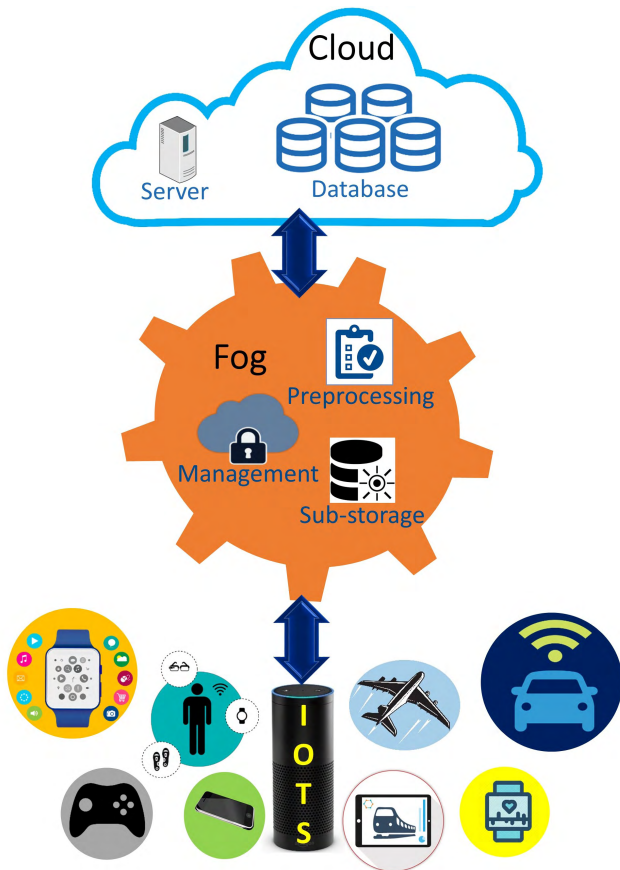 Cloud
Server
Database
Fog
Preprocessing
Management
Sub-storage
I
O
T
S